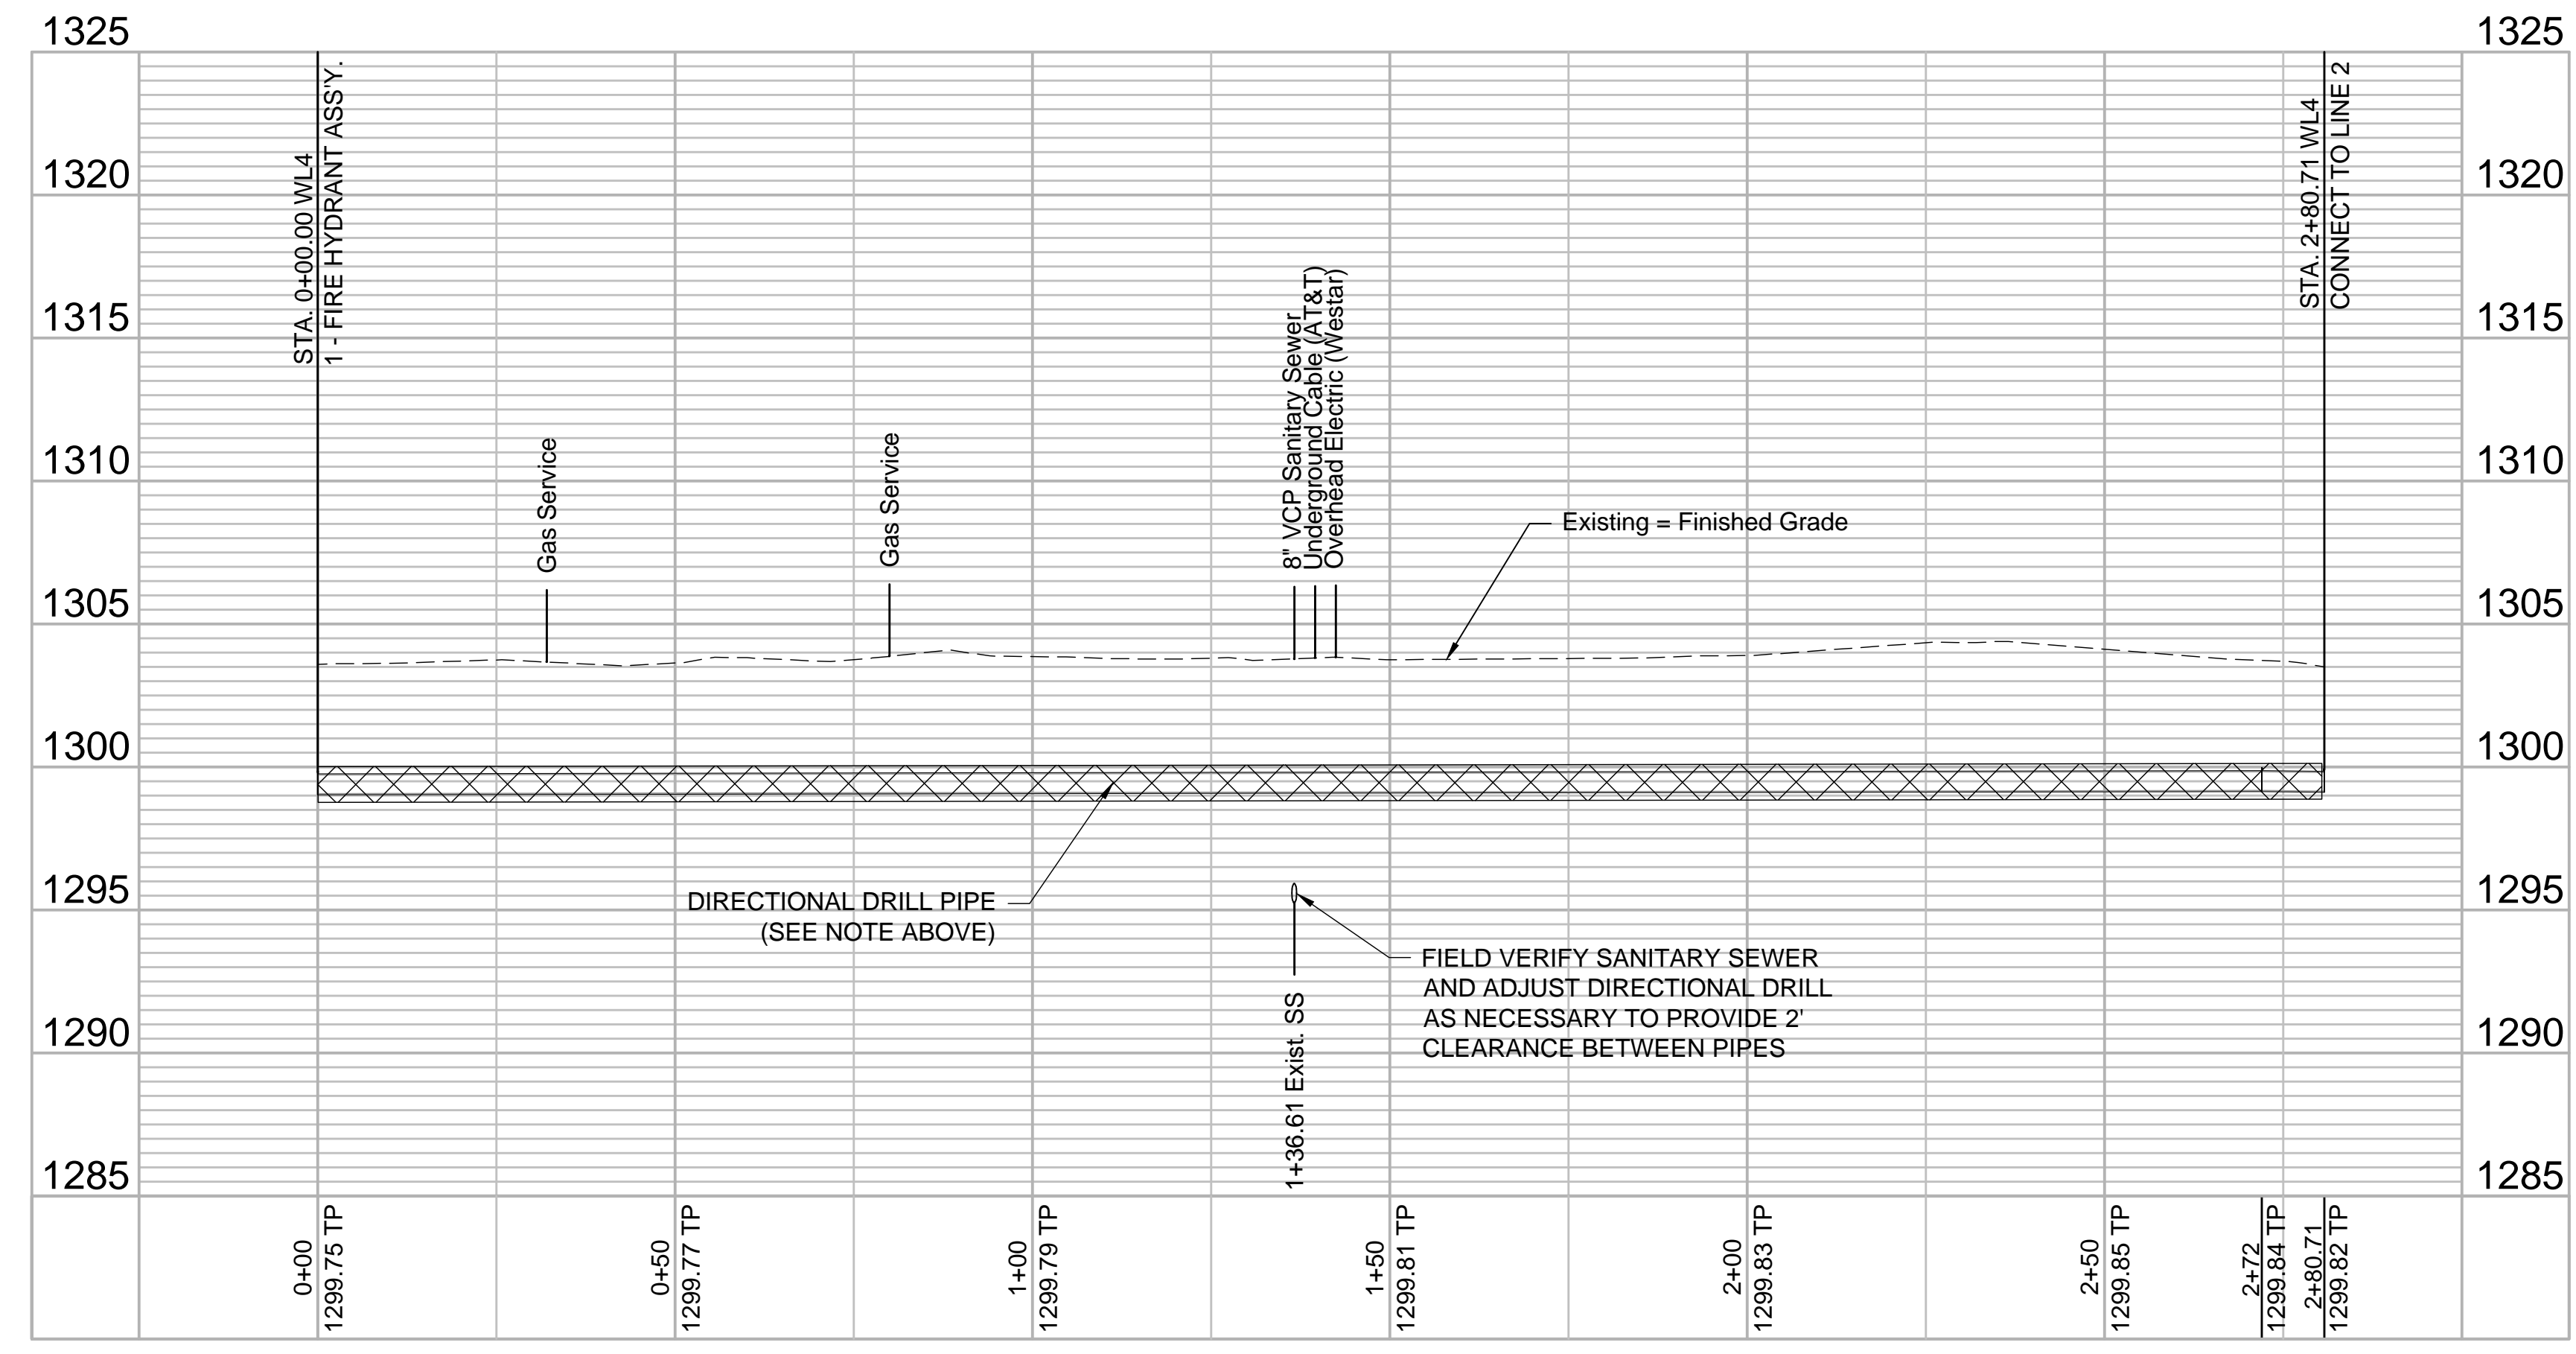 1325
1325
1320
1320
1315
1315
1310
1310
1305
1305
1300
1300
1295
1295
1290
1290
1285
1285
STA. 0+00.00 WL4
1 - FIRE HYDRANT ASS'Y.
Gas Service
Gas Service
8" VCP Sanitary Sewer
Underground Cable (AT&T)
Overhead Electric (Westar)
Existing = Finished Grade
STA. 2+80.71 WL4
CONNECT TO LINE 2
DIRECTIONAL DRILL PIPE
(SEE NOTE ABOVE)
FIELD VERIFY SANITARY SEWER
AND ADJUST DIRECTIONAL DRILL
AS NECESSARY TO PROVIDE 2'
CLEARANCE BETWEEN PIPES
1+36.61 Exist. SS
0+00
1299.75 TP
0+50
1299.77 TP
1+00
1299.79 TP
1+50
1299.81 TP
2+00
1299.83 TP
2+50
1299.85 TP
2+72
1299.84 TP
2+80.71
1299.82 TP